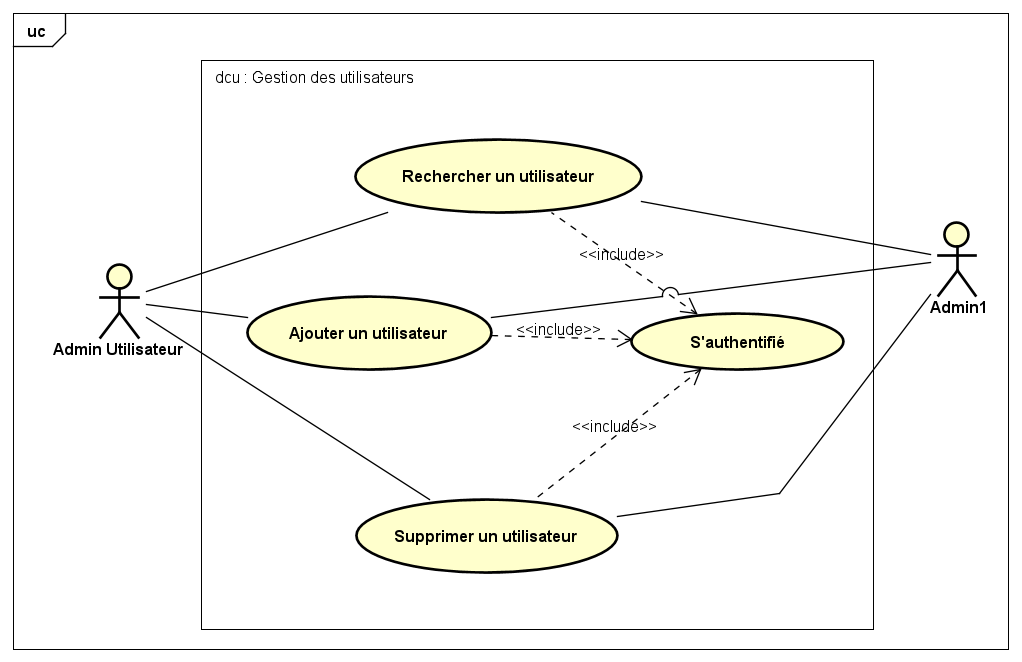 uc
dcu : Gestion des utilisateurs
Rechercher un utilisateur
<<include>>
Admin1
Ajouter un utilisateur
<<include>>
S'authentifié
Admin Utilisateur
<<include>>
Supprimer un utilisateur